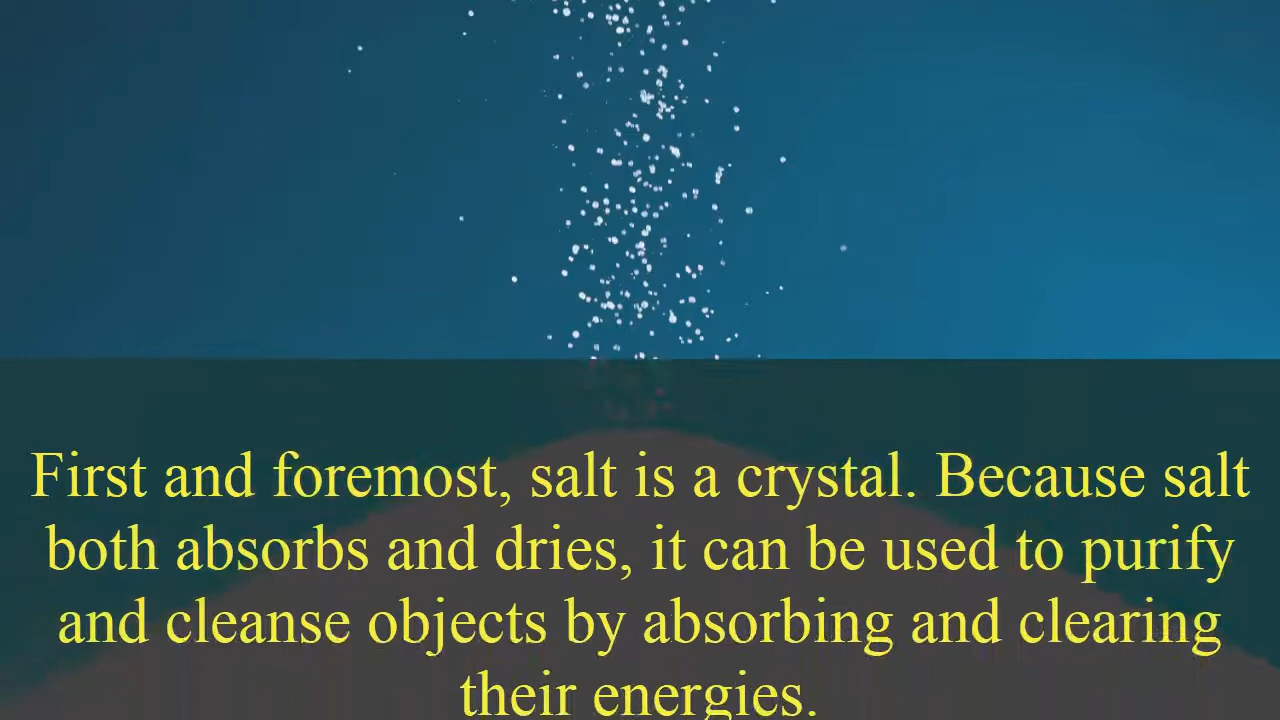 First and foremost, salt is a crystal. Because salt
both absorbs and dries, it can be used to purify
and cleanse objects by absorbing and clearing
their energies.